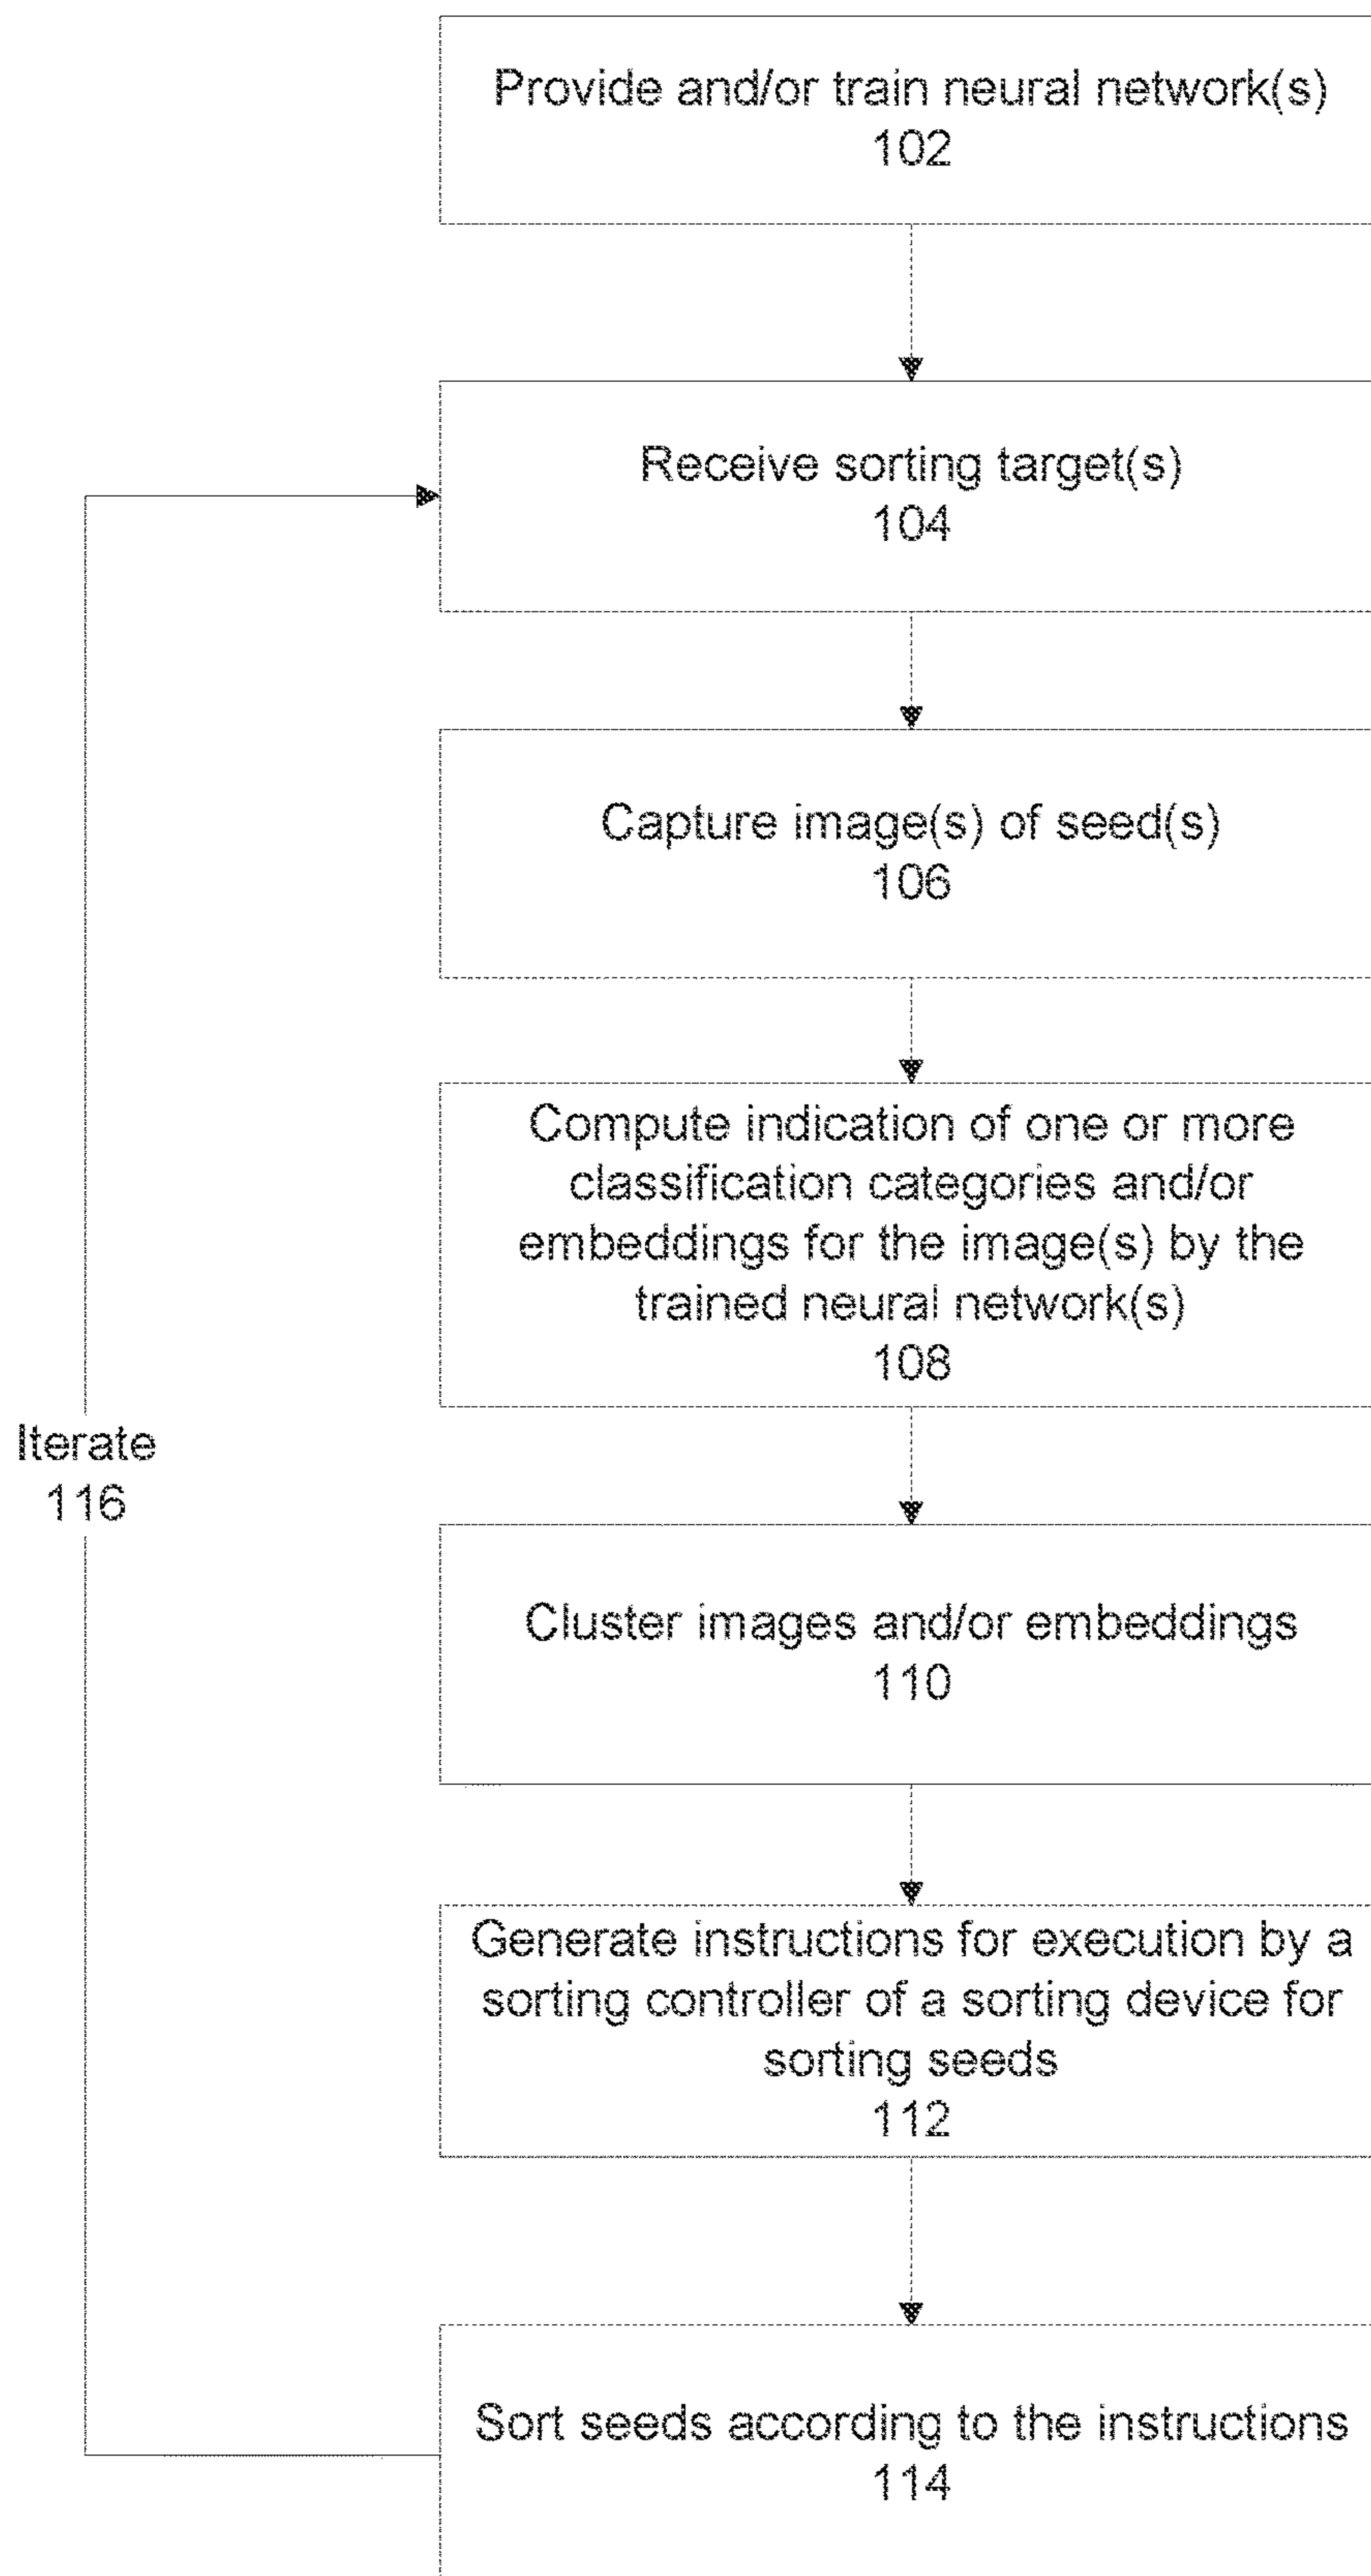 Provide and/or train neural network(s)
102
Receive sorting target(s)
104
Capture image(s) of seed(s)
106
Compute indication of one or more
classification categories and/or
embeddings for the image(s) by the
trained neural network(s)
108
Iterate
116
Cluster images and/or embeddings
110
Generate instructions for execution by a
sorting controller of a sorting device for
sorting seeds
112
Sort seeds according to the instructions
114